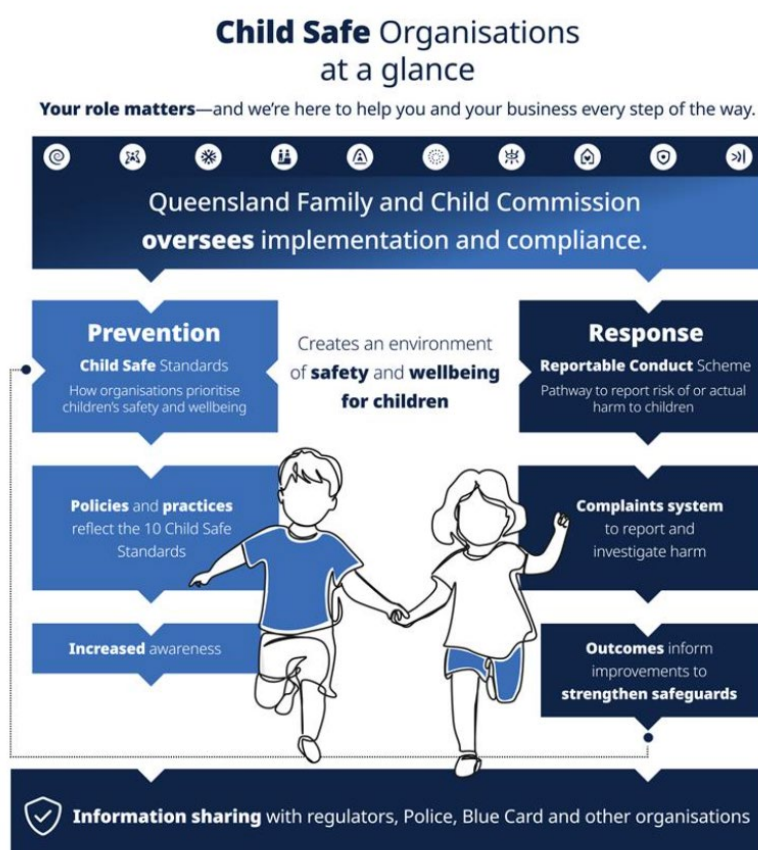 Child Safe Organisations
at a glance
Your role matters—and we're here to help you and your business every step of the way.
Queensland Family and Child Commission
oversees implementation and compliance.
Prevention
Child Safe Standards
How organisations prioritise
children's safety and wellbeing
Policies and practices
reflect the 10 Child Safe
Standards
Increased awareness
Creates an environment
of safety and wellbeing
for children
Response
Reportable Conduct Scheme
Pathway to report risk of or actual
harm to children
Complaints system
to report and
investigate harm
Outcomes inform
improvements to
strengthen safeguards
Information sharing with regulators, Police, Blue Card and other organisations